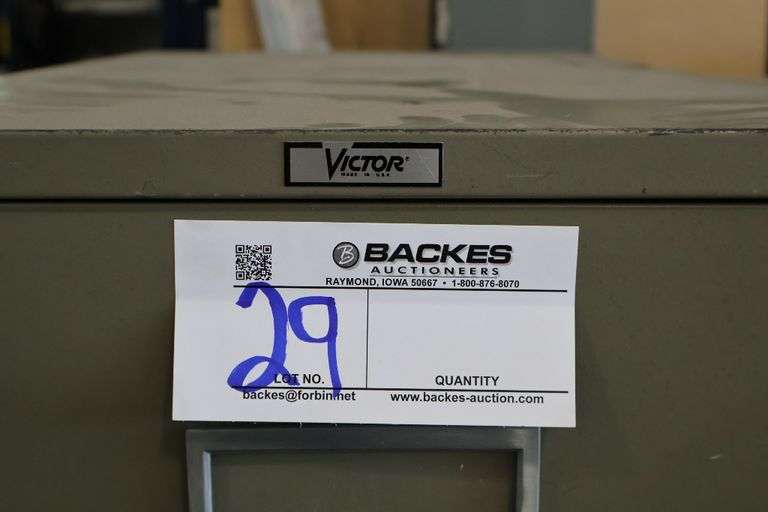 VICTOR
MADE IN U.S.A.
B BACKES
AUCTIONEERS
RAYMOND, IOWA 50667 • 1-800-876-8070
29
LOT NO.
QUANTITY
backes@forbin.net
www.backes-auction.com